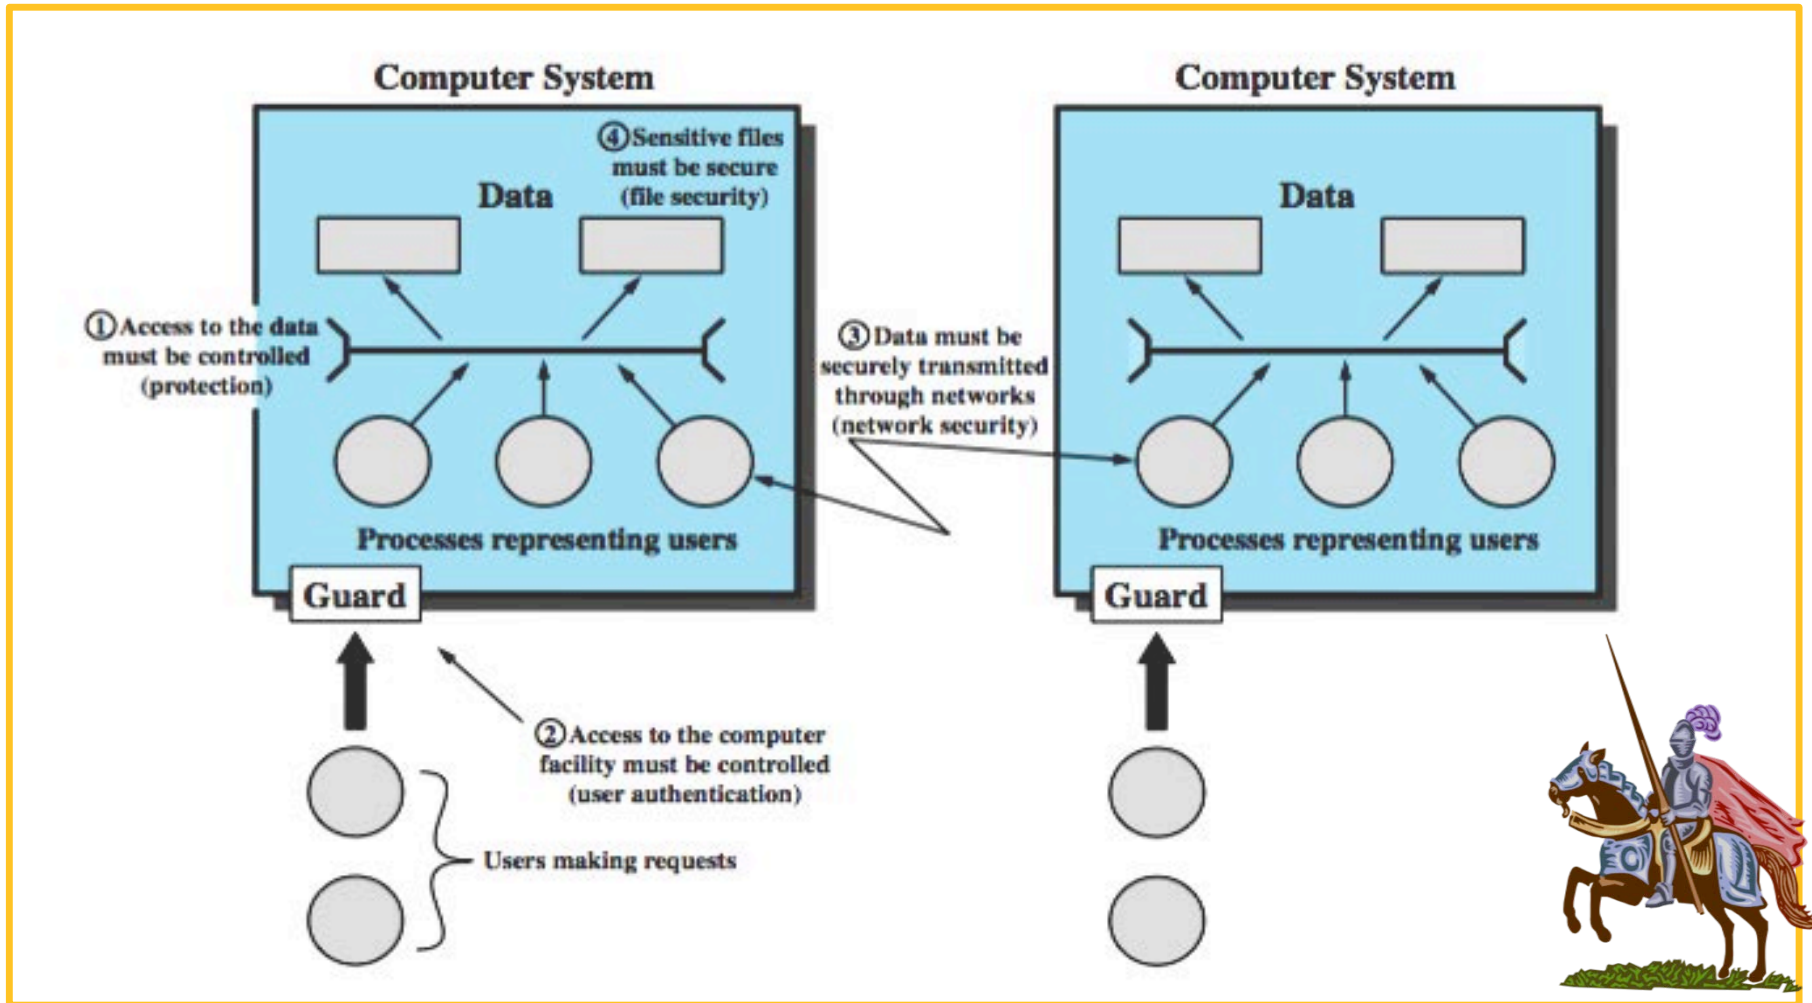 Computer System
④Sensitive files
must be secure
(file security)
Data
①Access to the data
must be controlled
(protection)
Processes representing users
Guard
②Access to the computer
facility must be controlled
(user authentication)
Users making requests
③Data must be
securely transmitted
through networks
(network security)
Computer System
Data
Processes representing users
Guard